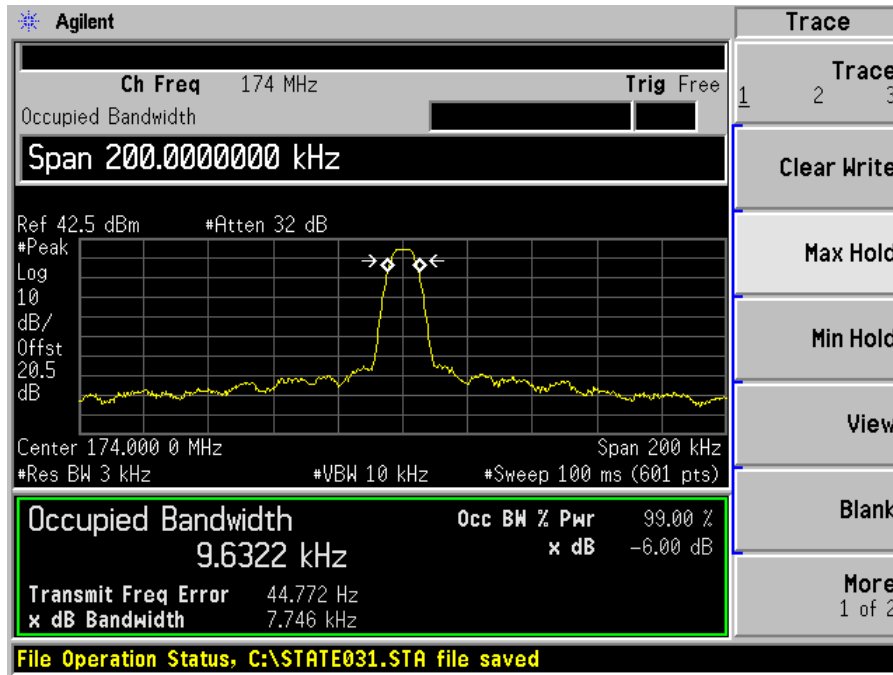 Agilent
Trace
Ch Freq 174 MHz Trig Free
Occupied Bandwidth
Span 200.0000000 kHz
Ref 42.5 dBm #Atten 32 dB
#Peak
Log
10
dB/
Offst
20.5
dB
Center 174.000 0 MHz Span 200 kHz
#Res BW 3 kHz #VBW 10 kHz #Sweep 100 ms (601 pts)
Occupied Bandwidth Occ BW % Pwr 99.00 %
9.6322 kHz x dB -6.00 dB
Transmit Freq Error 44.772 Hz
x dB Bandwidth 7.746 kHz
File Operation Status, C:\STATE031.STA file saved
Trace
1 2 3
Clear Write
Max Hold
Min Hold
View
Blank
More
1 of 2